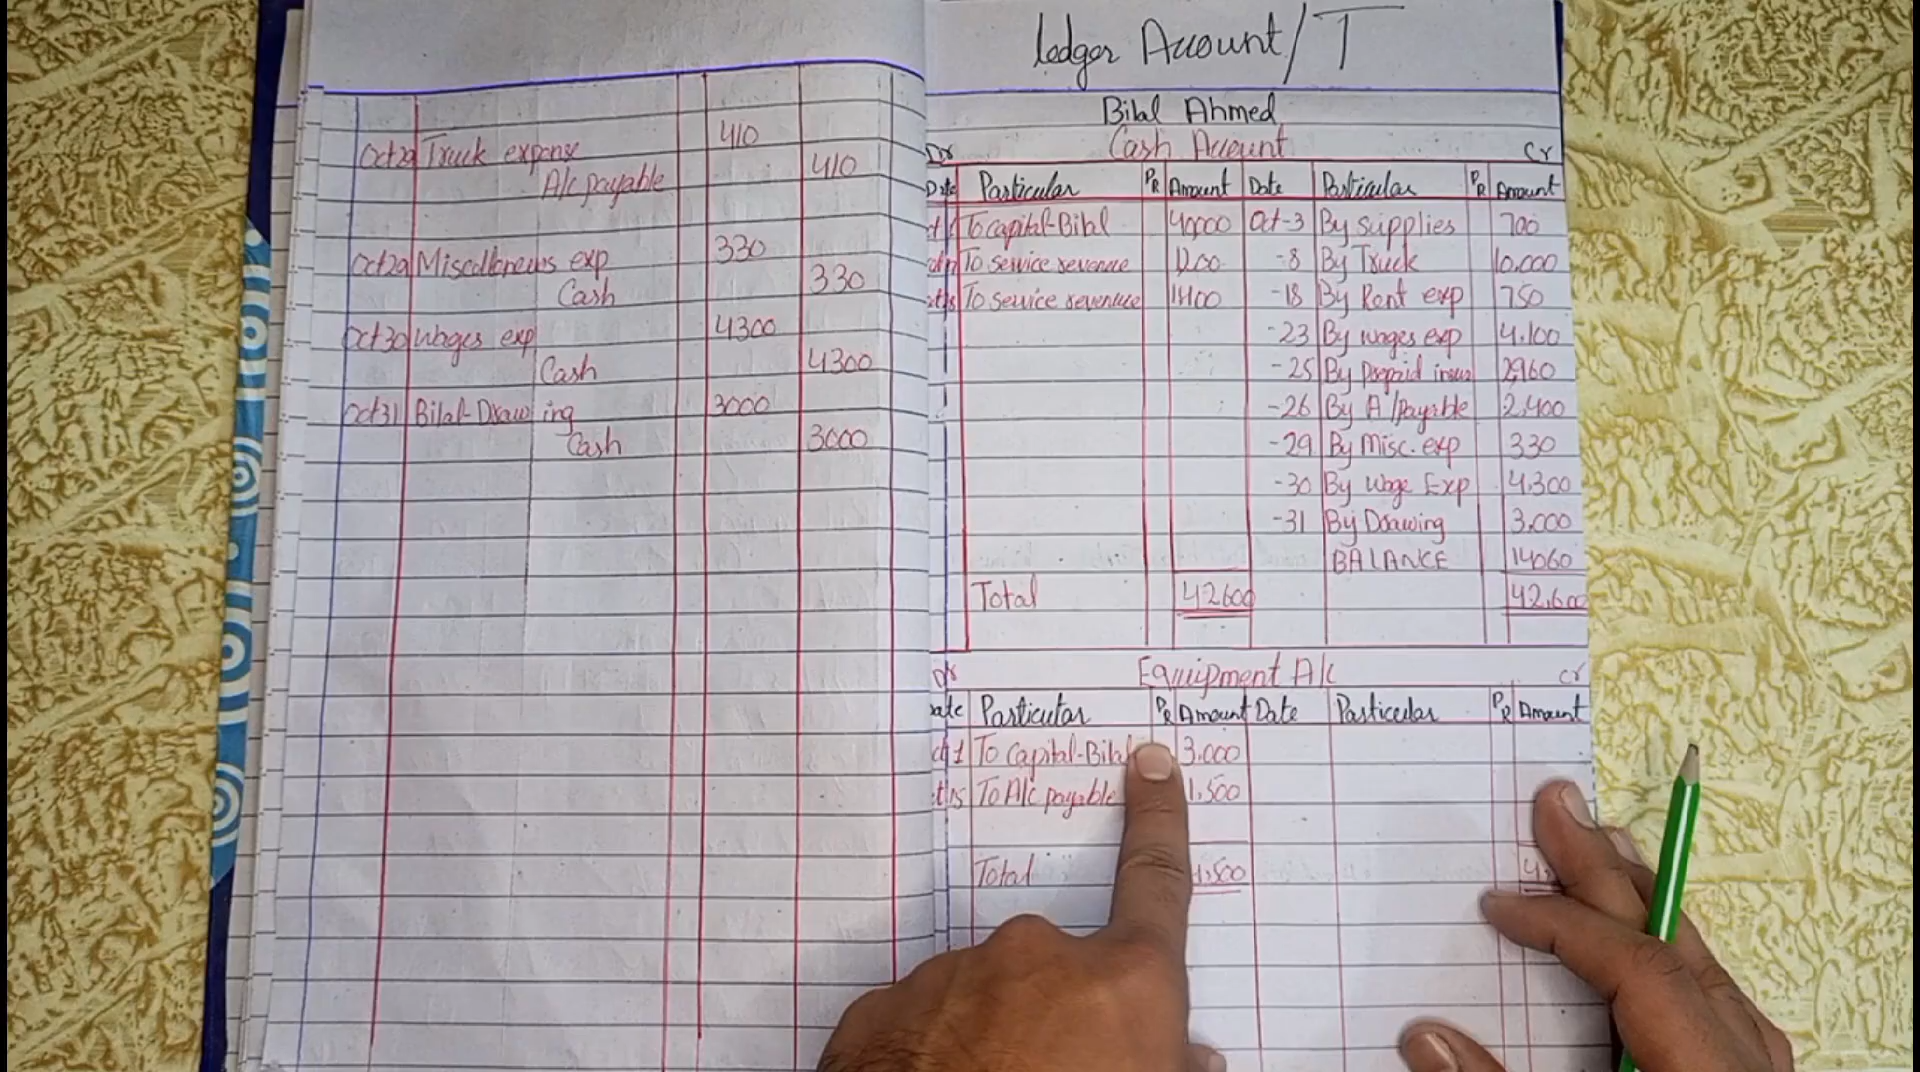 Oct29 Truck expense 410
A/c payable 410
Oct29 Miscellaneous exp 330
Cash 330
Oct30 Wages exp 4300
Cash 4300
Oct31 Bilal-Drawing 3000
Cash 3000
ledger Account/T
Bilal Ahmed
Cash Account
Dr Cr
Date Particular PR Amount Date Particular PR Amount
To capital-Bilal 40000 Oct-3 By supplies 700
To service revenue 1200 -8 By Truck 10.000
To service revenue 1400 -18 By Rent exp 750
-23 By wages exp 4.100
-25 By Prepaid insur 2960
-26 By A/payable 2.400
-29 By Misc. exp 330
-30 By Wage Exp 4.300
-31 By Drawing 3.000
BALANCE 14060
Total 42600 42,600
Dr Equipment A/c Cr
ate Particular PR Amount Date Particular PR Amount
To Capital-Bilal 3.000
To A/c payable 1.500
Total .500